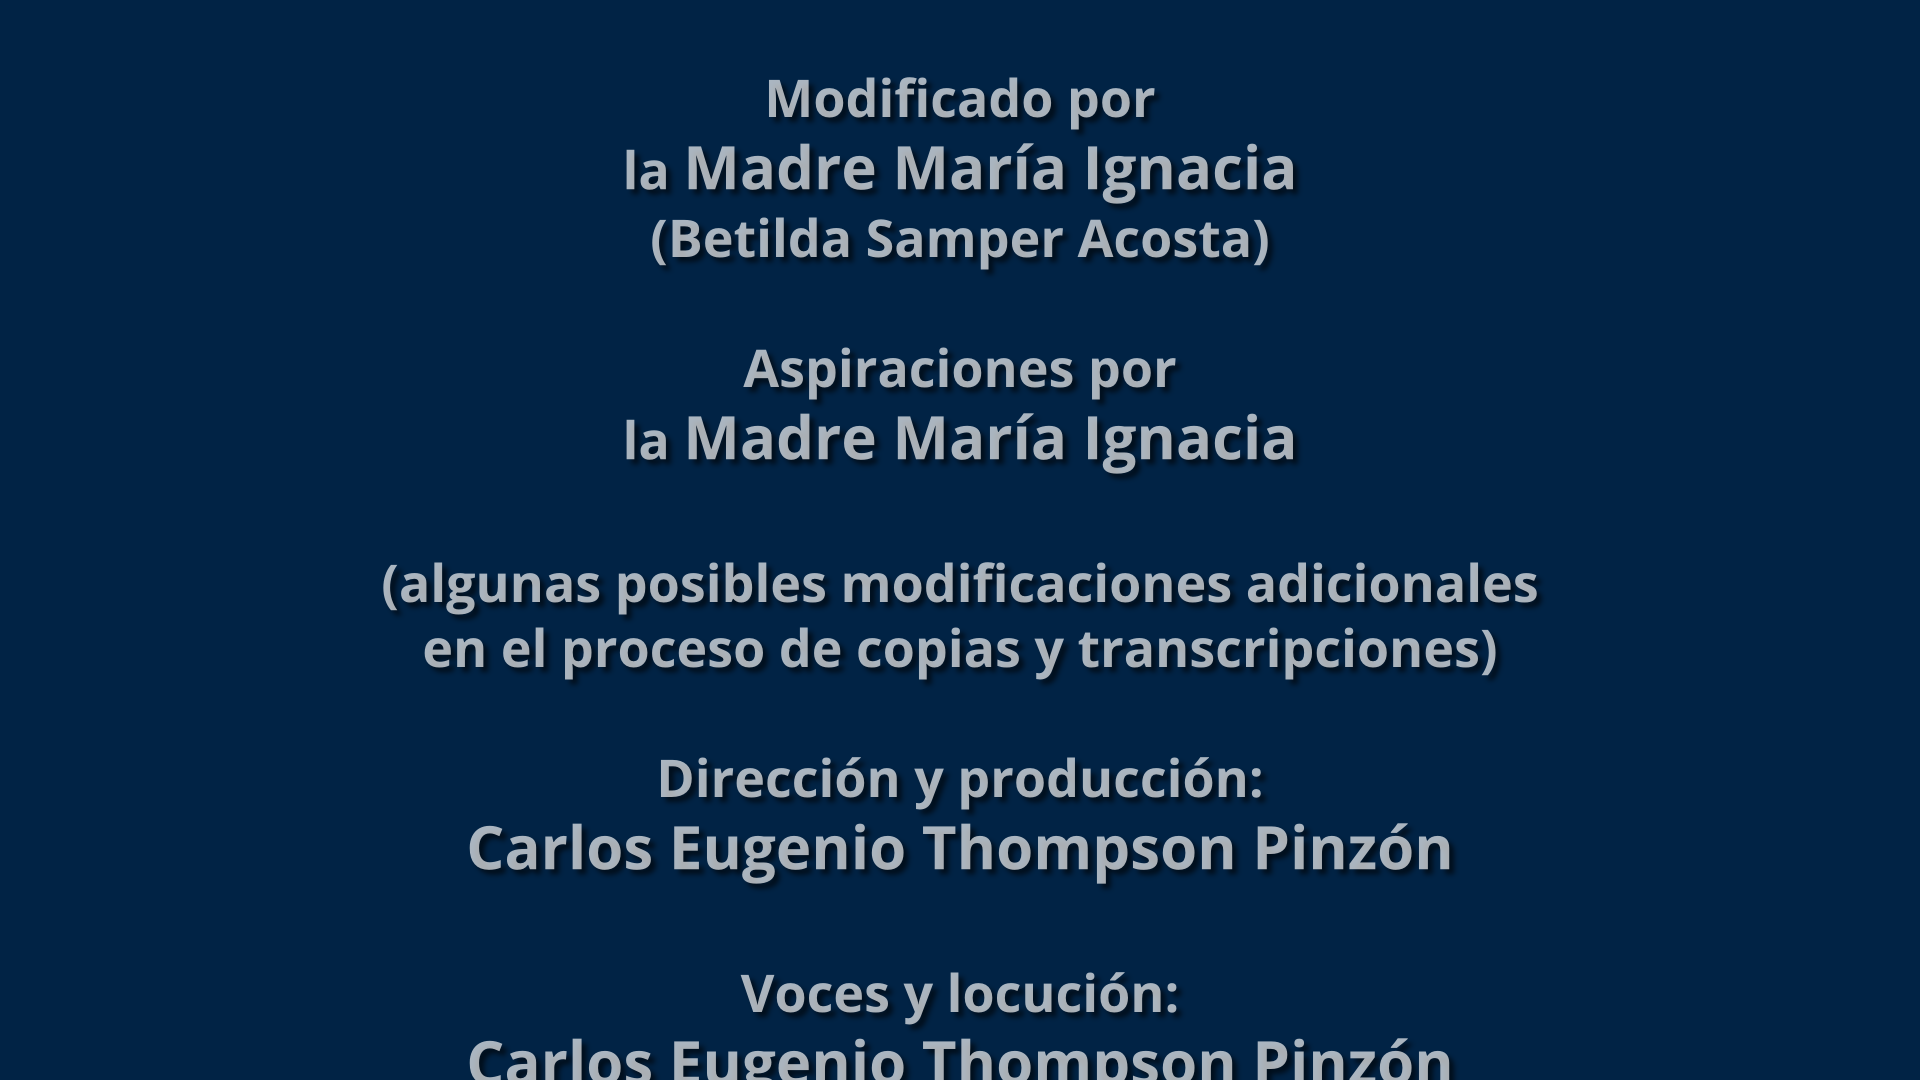 Modificado por
la Madre María Ignacia
(Betilda Samper Acosta)
Aspiraciones por
la Madre María Ignacia
(algunas posibles modificaciones adicionales
en el proceso de copias y transcripciones)
Dirección y producción:
Carlos Eugenio Thompson Pinzón
Voces y locución:
Carlos Eugenio Thompson Pinzón